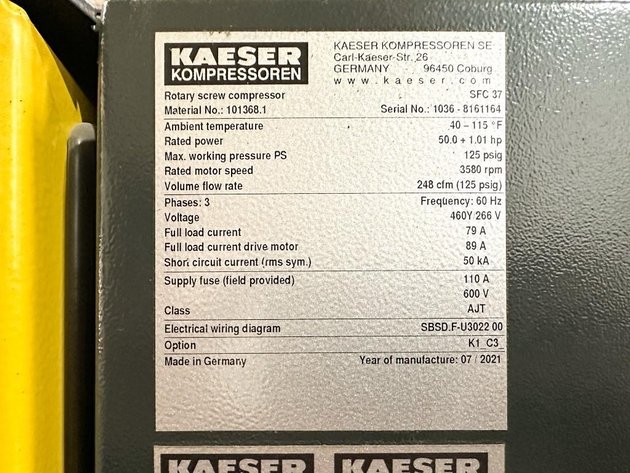 KAESER
KOMPRESSOREN
KAESER KOMPRESSOREN SE
Carl-Kaeser-Str. 26
GERMANY 96450 Coburg
www.kaeser.com
Rotary screw compressor SFC 37
Material No.: 101368.1 Serial No.: 1036 - 8161164
Ambient temperature 40 – 115 °F
Rated power 50.0 + 1.01 hp
Max. working pressure PS 125 psig
Rated motor speed 3580 rpm
Volume flow rate 248 cfm (125 psig)
Phases: 3 Frequency: 60 Hz
Voltage 460Y/266 V
Full load current 79 A
Full load current drive motor 89 A
Short circuit current (rms sym.) 50 kA
Supply fuse (field provided) 110 A
600 V
Class AJT
Electrical wiring diagram SBSD.F-U3022 00
Option K1_C3_
Made in Germany Year of manufacture: 07 / 2021
KAESER KAESER